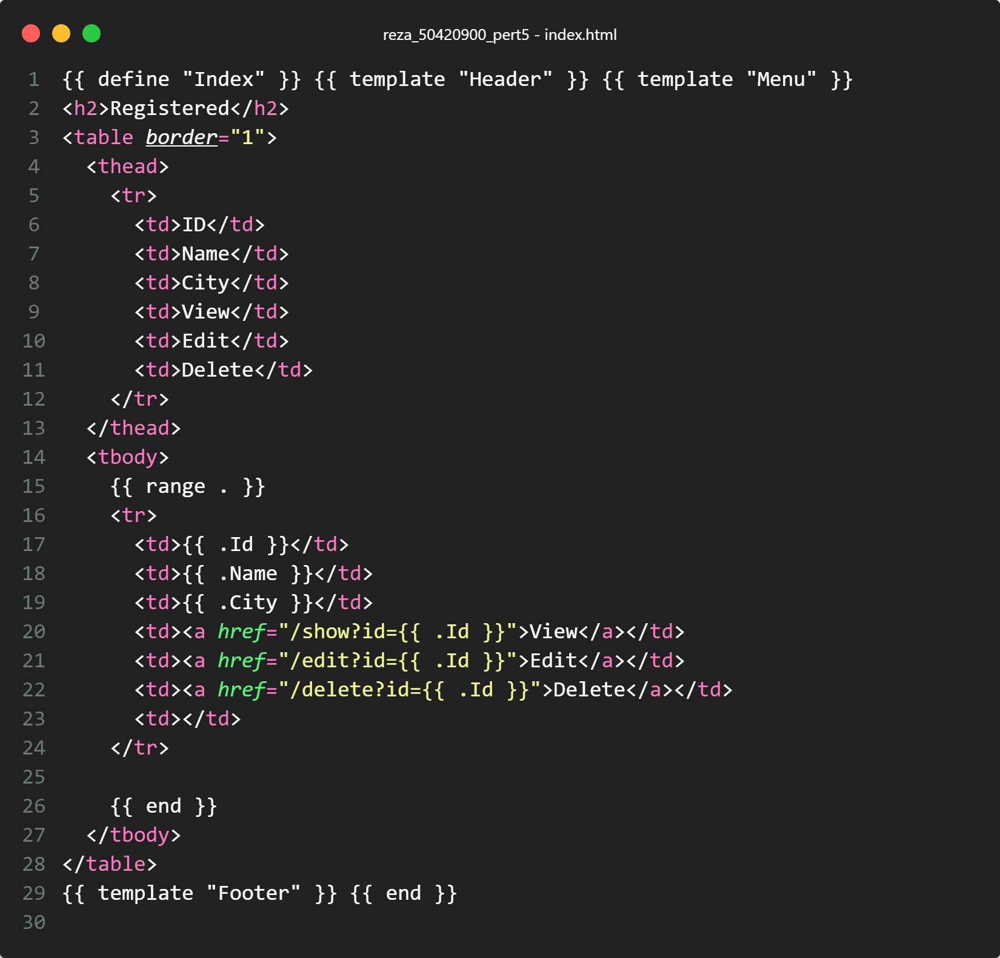 reza_50420900_pert5 - index.html
1 {{ define "Index" }} {{ template "Header" }} {{ template "Menu" }}
2 <h2>Registered</h2>
3 <table border="1">
4   <thead>
5     <tr>
6       <td>ID</td>
7       <td>Name</td>
8       <td>City</td>
9       <td>View</td>
10       <td>Edit</td>
11       <td>Delete</td>
12     </tr>
13   </thead>
14   <tbody>
15     {{ range . }}
16     <tr>
17       <td>{{ .Id }}</td>
18       <td>{{ .Name }}</td>
19       <td>{{ .City }}</td>
20       <td><a href="/show?id={{ .Id }}">View</a></td>
21       <td><a href="/edit?id={{ .Id }}">Edit</a></td>
22       <td><a href="/delete?id={{ .Id }}">Delete</a></td>
23       <td></td>
24     </tr>
25
26     {{ end }}
27   </tbody>
28 </table>
29 {{ template "Footer" }} {{ end }}
30